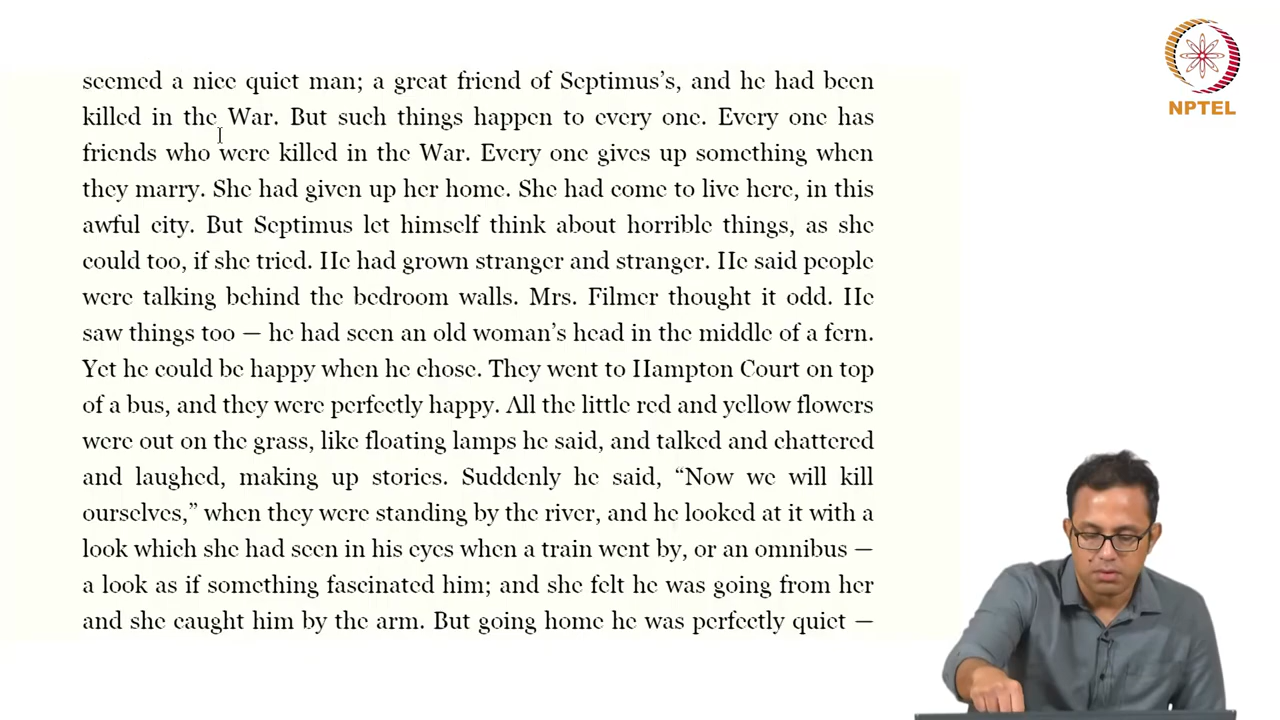 seemed a nice quiet man; a great friend of Septimus’s, and he had been
killed in the War. But such things happen to every one. Every one has
friends who were killed in the War. Every one gives up something when
they marry. She had given up her home. She had come to live here, in this
awful city. But Septimus let himself think about horrible things, as she
could too, if she tried. He had grown stranger and stranger. He said people
were talking behind the bedroom walls. Mrs. Filmer thought it odd. He
saw things too — he had seen an old woman’s head in the middle of a fern.
Yet he could be happy when he chose. They went to Hampton Court on top
of a bus, and they were perfectly happy. All the little red and yellow flowers
were out on the grass, like floating lamps he said, and talked and chattered
and laughed, making up stories. Suddenly he said, “Now we will kill
ourselves,” when they were standing by the river, and he looked at it with a
look which she had seen in his eyes when a train went by, or an omnibus —
a look as if something fascinated him; and she felt he was going from her
and she caught him by the arm. But going home he was perfectly quiet —
NPTEL